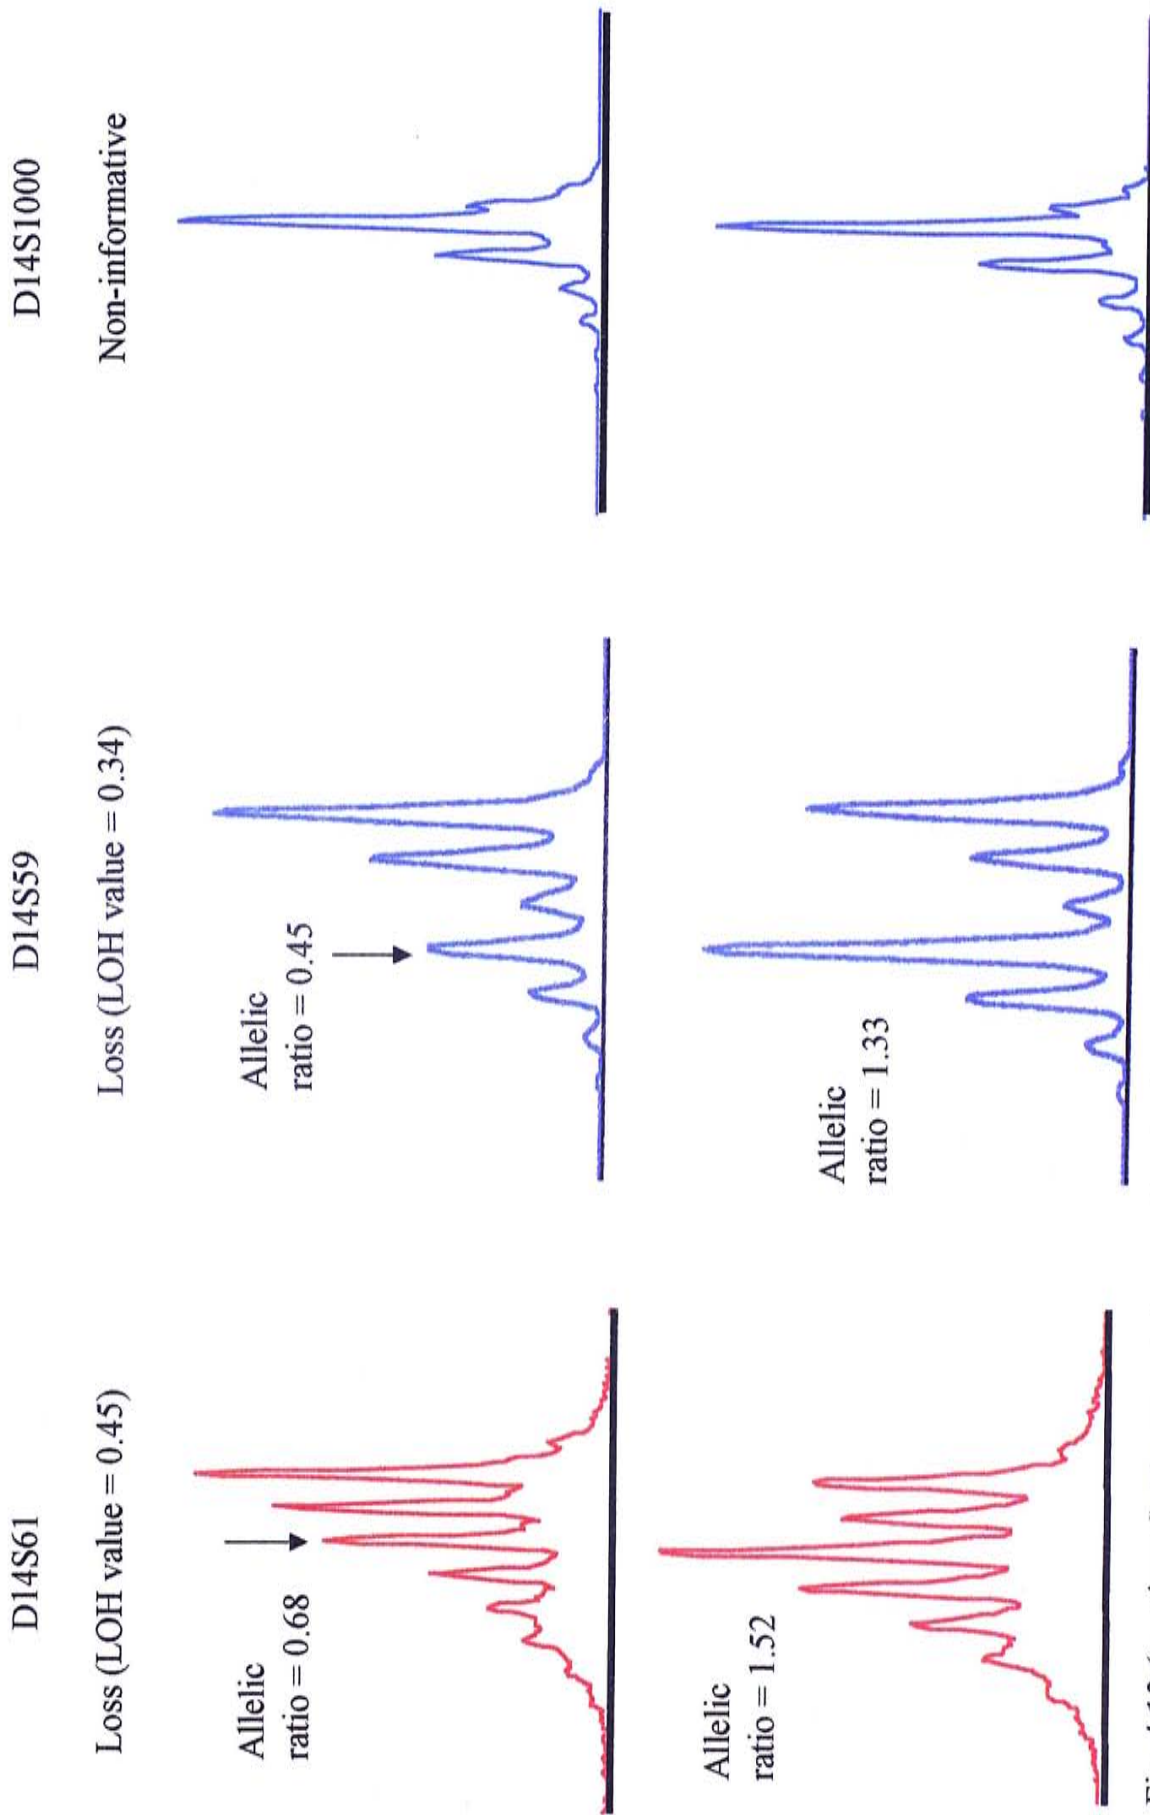 D14S61
D14S59
D14S1000
Loss (LOH value = 0.45)
Loss (LOH value = 0.34)
Non-informative
Allelic
ratio = 0.68
Allelic
ratio = 0.45
Allelic
ratio = 1.52
Allelic
ratio = 1.33